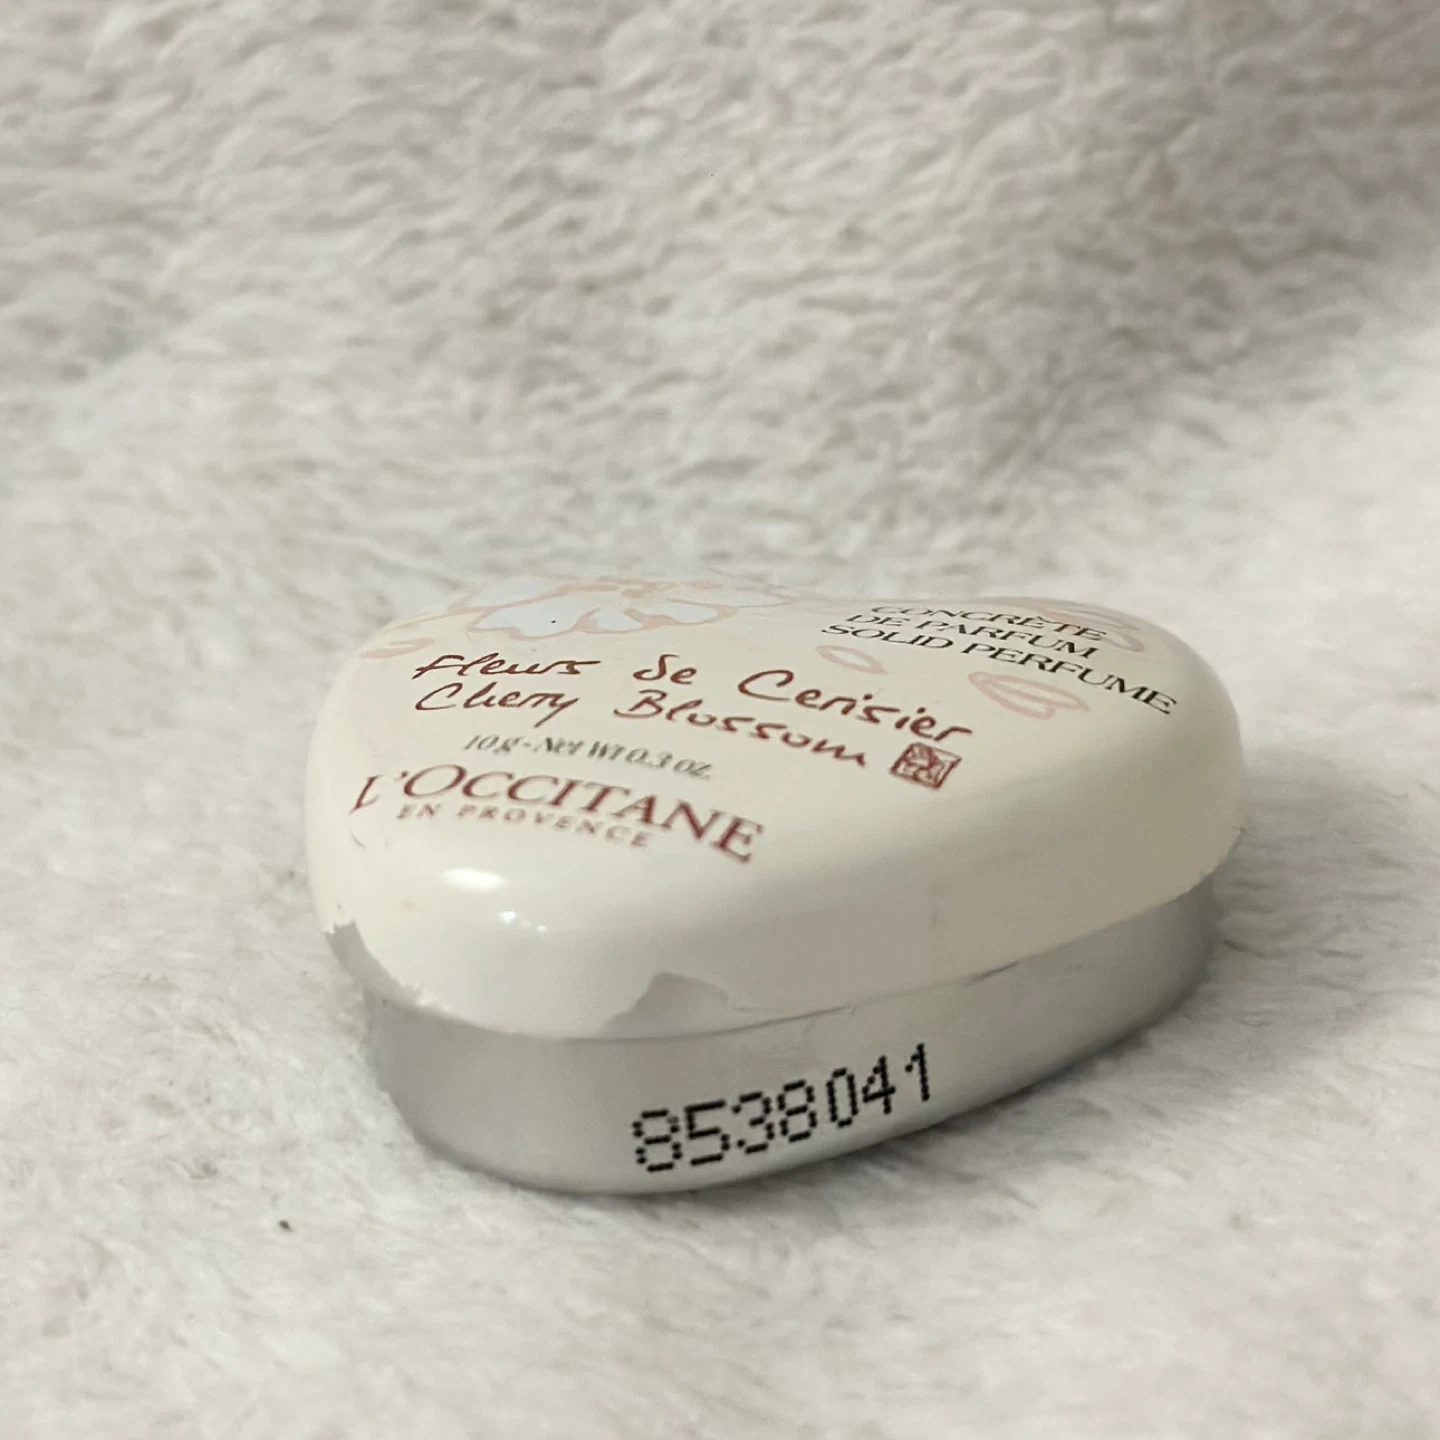 CONCRÈTE
DE PARFUM
SOLID PERFUME
Fleurs de Cerisier
Cherry Blossom
10 g - Net Wt 0.3 oz.
L'OCCITANE
EN PROVENCE
8538041